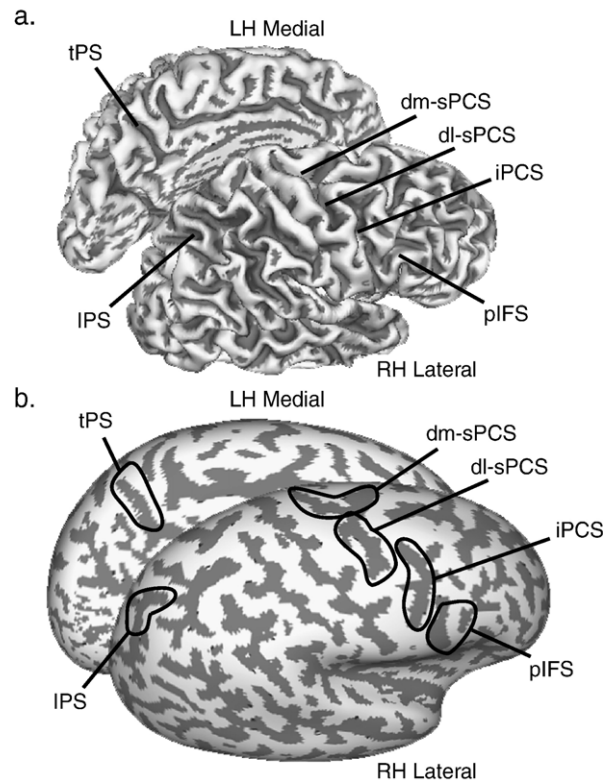 a.
LH Medial
tPS
dm-sPCS
dl-sPCS
iPCS
IPS
pIFS
RH Lateral
b.
LH Medial
tPS
dm-sPCS
dl-sPCS
iPCS
IPS
pIFS
RH Lateral